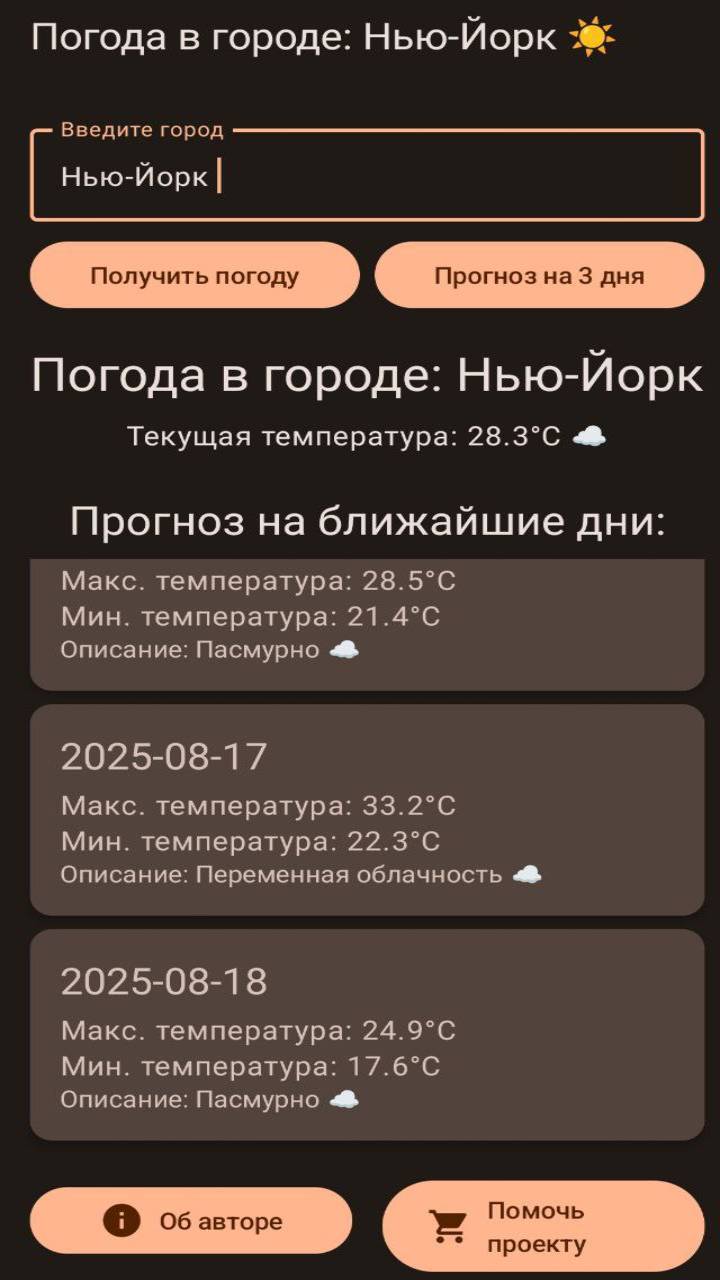 Погода в городе: Нью-Йорк ☀️
Введите город
Нью-Йорк
Получить погоду
Прогноз на 3 дня
Погода в городе: Нью-Йорк
Текущая температура: 28.3°C ☁️
Прогноз на ближайшие дни:
Макс. температура: 28.5°C
Мин. температура: 21.4°C
Описание: Пасмурно ☁️
2025-08-17
Макс. температура: 33.2°C
Мин. температура: 22.3°C
Описание: Переменная облачность ☁️
2025-08-18
Макс. температура: 24.9°C
Мин. температура: 17.6°C
Описание: Пасмурно ☁️
Об авторе
Помочь
проекту